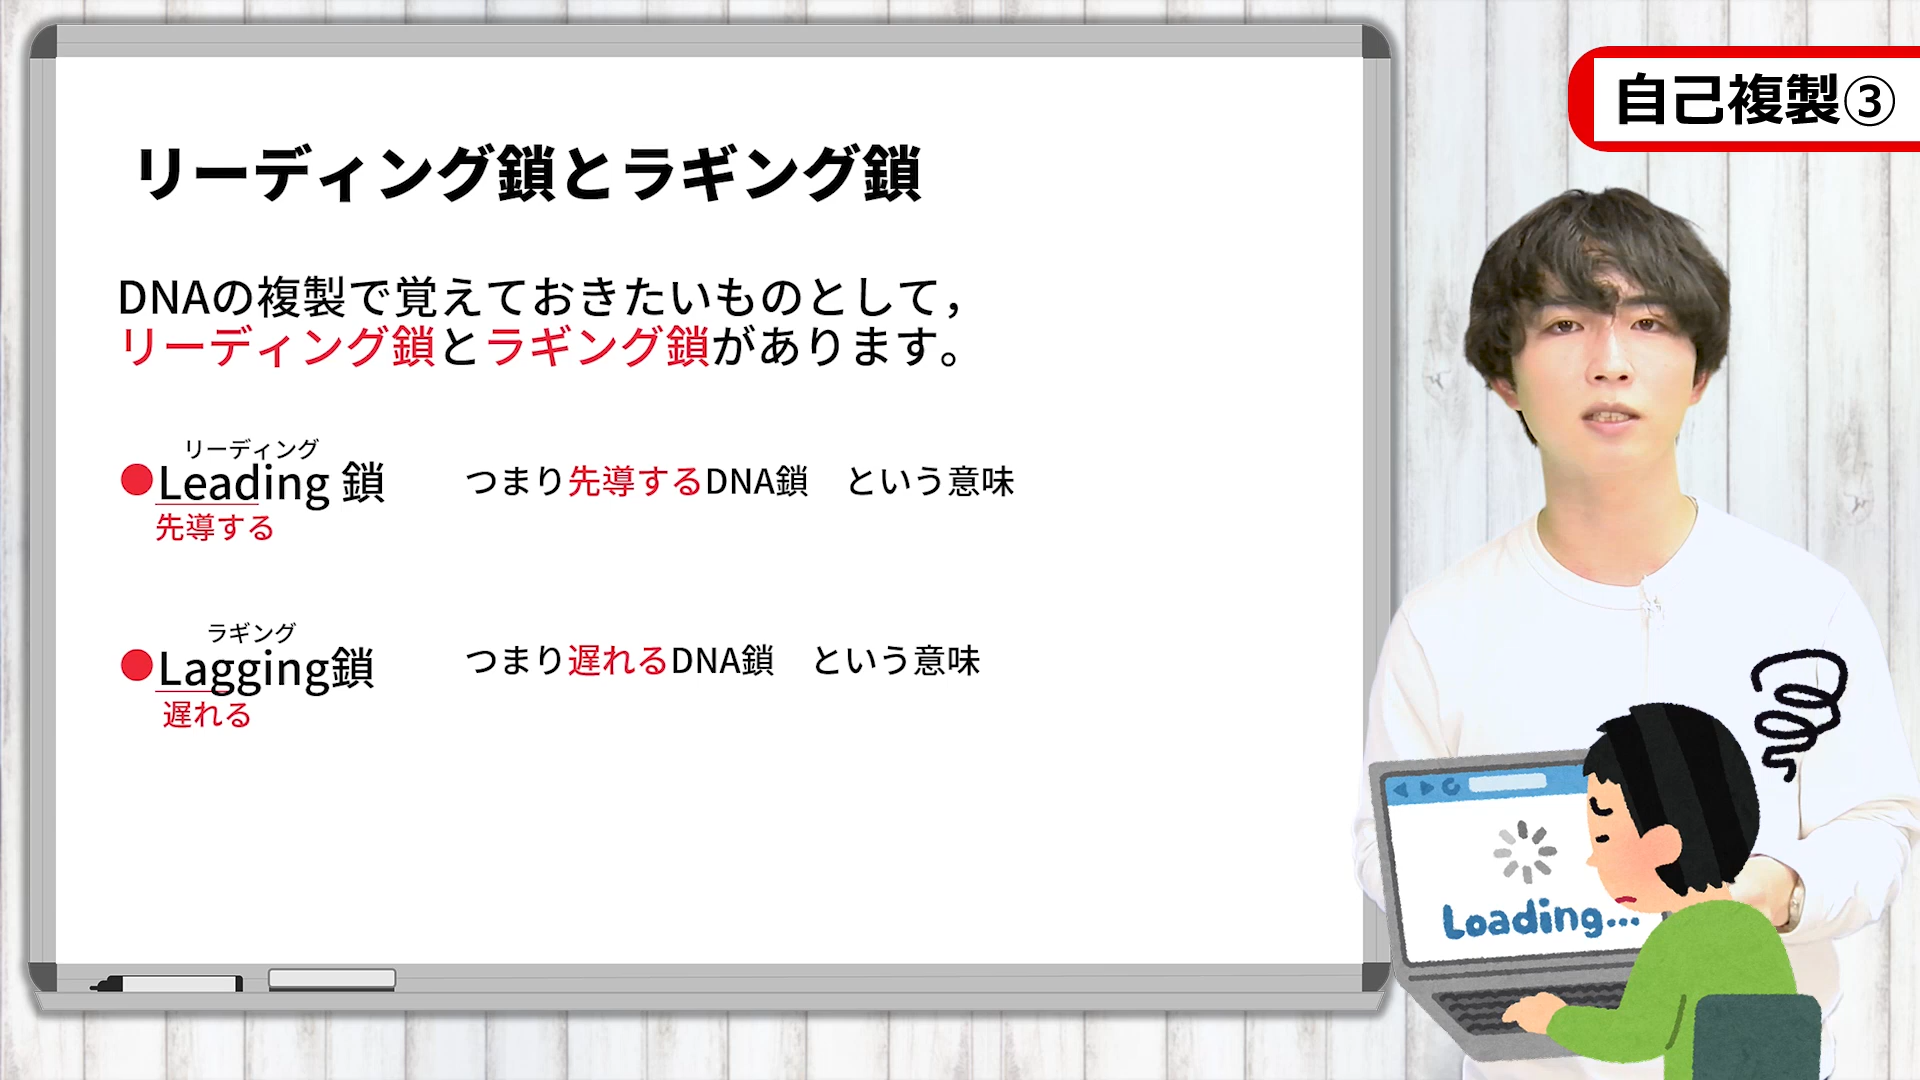 自己複製③
リーディング鎖とラギング鎖
DNAの複製で覚えておきたいものとして，
リーディング鎖とラギング鎖があります。
リーディング
●Leading 鎖　つまり先導するDNA鎖　という意味
先導する
ラギング
●Lagging鎖　つまり遅れるDNA鎖　という意味
遅れる
Loading...